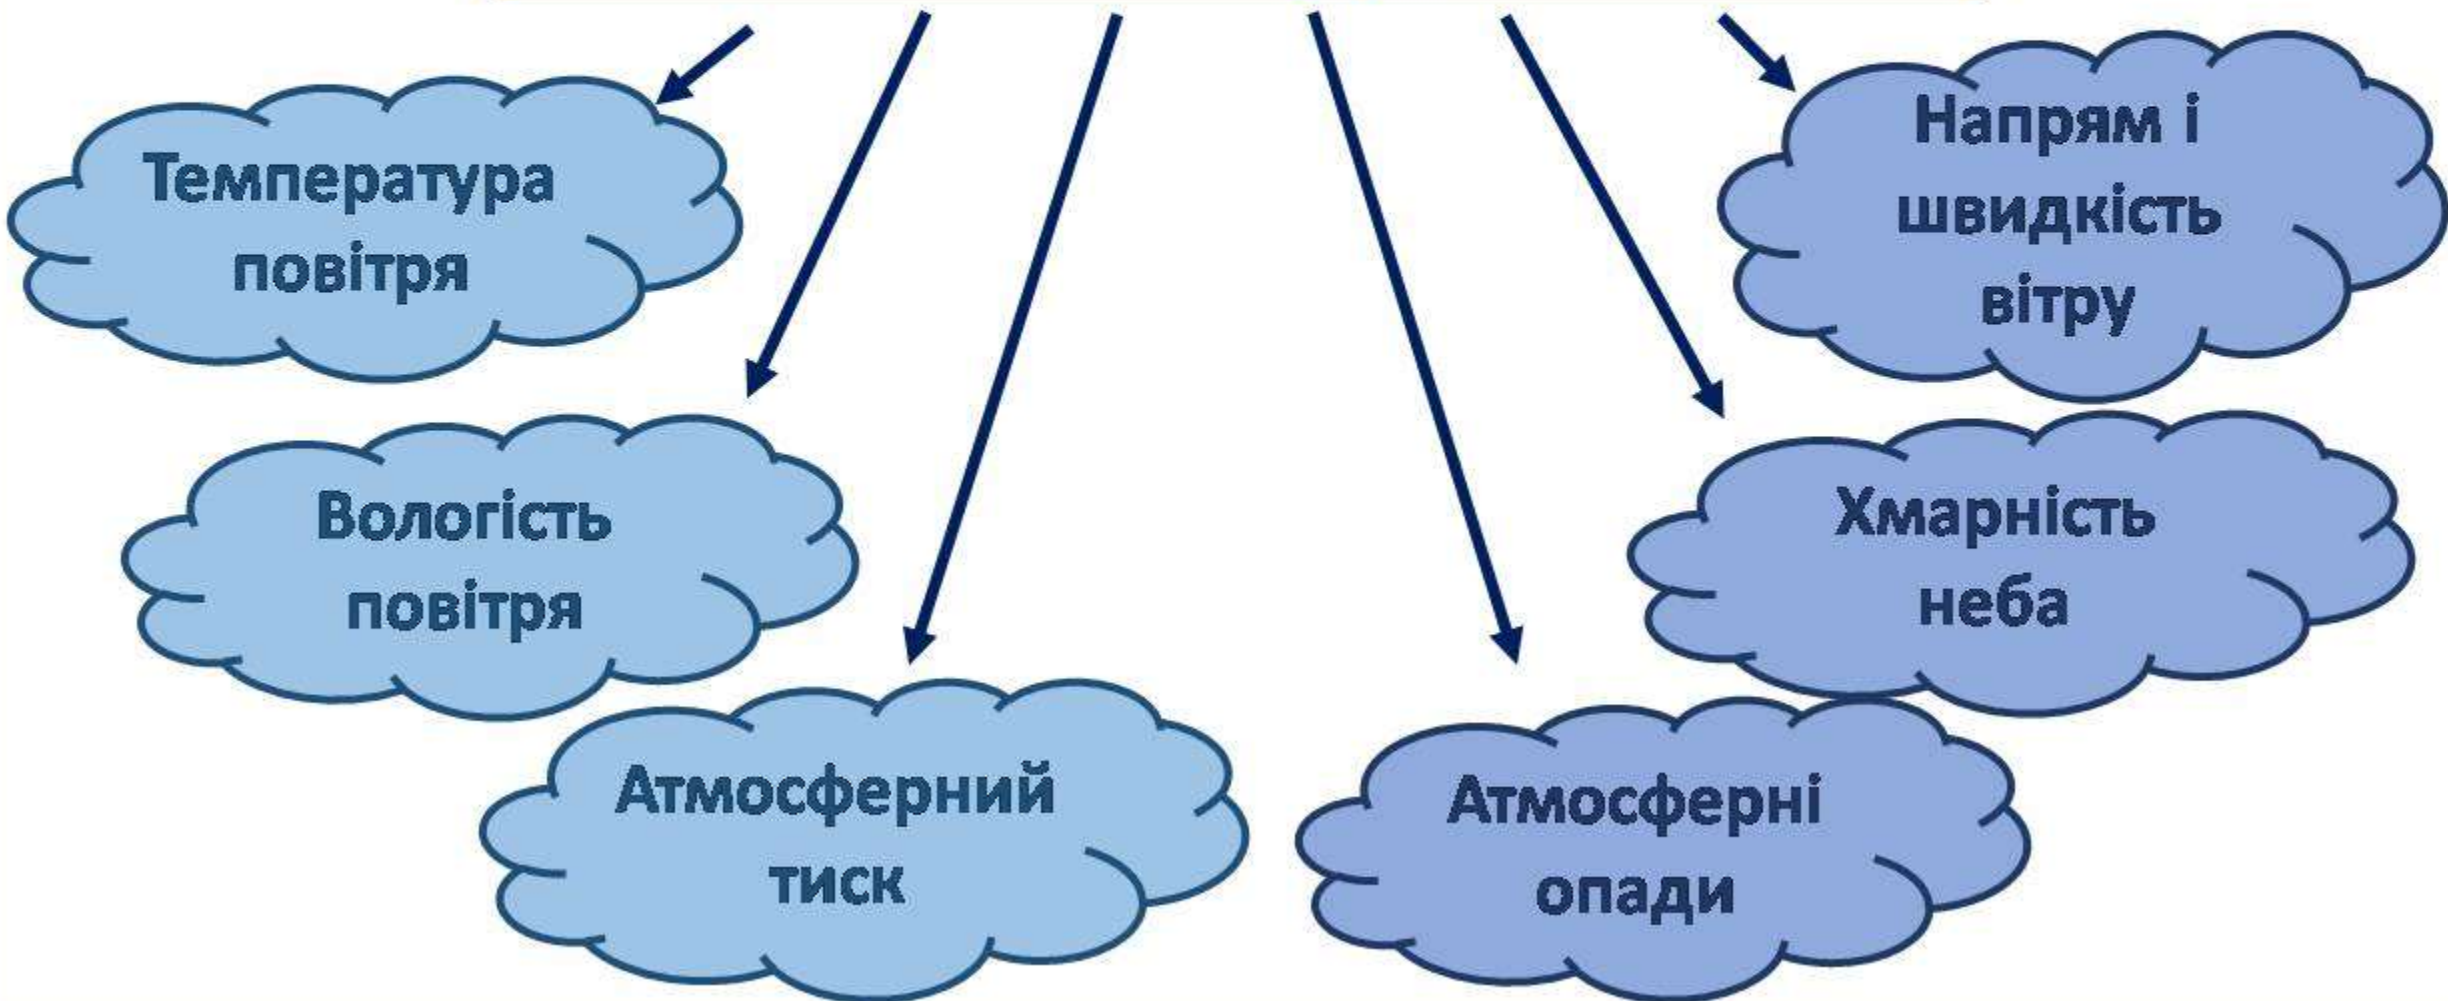 Температура
повітря
Напрям і
швидкість
вітру
Вологість
повітря
Хмарність
неба
Атмосферний
тиск
Атмосферні
опади